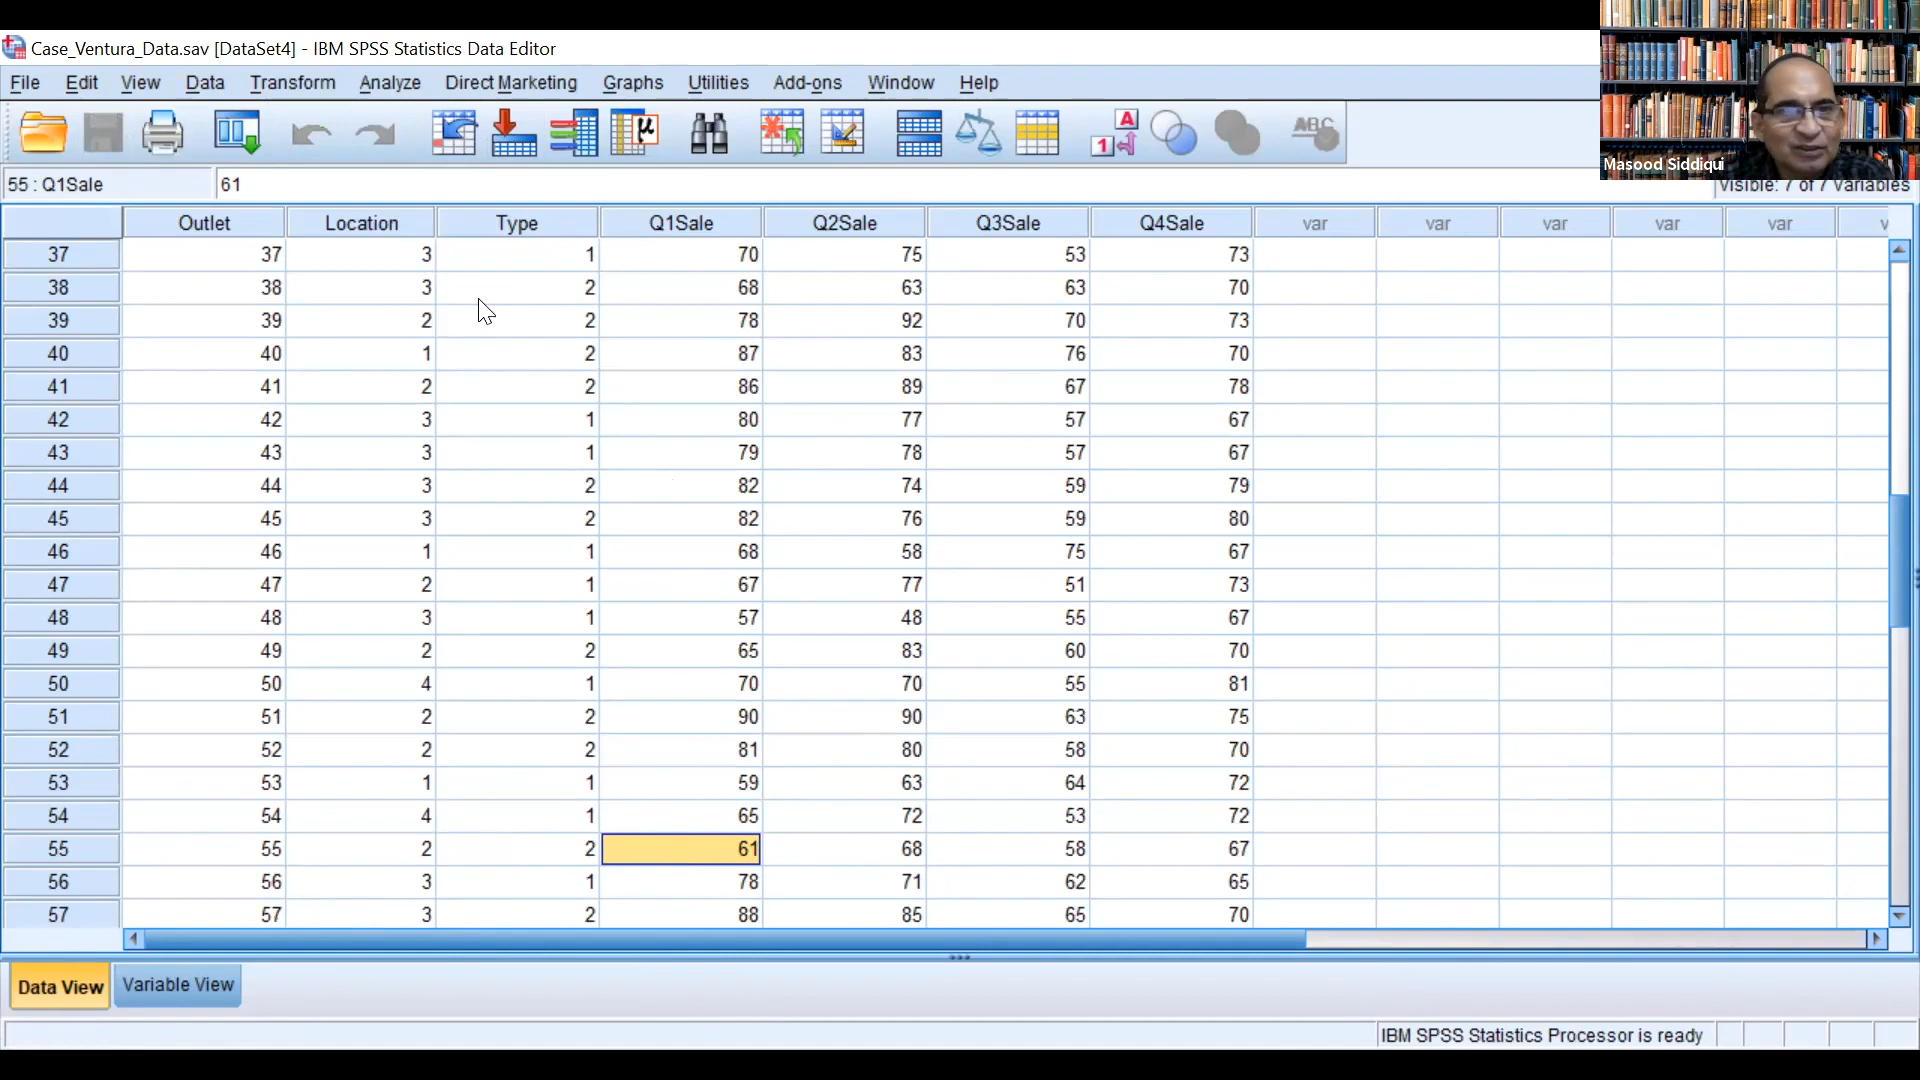 Case_Ventura_Data.sav [DataSet4] - IBM SPSS Statistics Data Editor
File Edit View Data Transform Analyze Direct Marketing Graphs Utilities Add-ons Window Help
μ A 1 ABC
Masood Siddiqui
55 : Q1Sale 61 Visible: 7 of 7 Variables
Outlet Location Type Q1Sale Q2Sale Q3Sale Q4Sale var var var var var v
37 37 3 1 70 75 53 73
38 38 3 2 68 63 63 70
39 39 2 2 78 92 70 73
40 40 1 2 87 83 76 70
41 41 2 2 86 89 67 78
42 42 3 1 80 77 57 67
43 43 3 1 79 78 57 67
44 44 3 2 82 74 59 79
45 45 3 2 82 76 59 80
46 46 1 1 68 58 75 67
47 47 2 1 67 77 51 73
48 48 3 1 57 48 55 67
49 49 2 2 65 83 60 70
50 50 4 1 70 70 55 81
51 51 2 2 90 90 63 75
52 52 2 2 81 80 58 70
53 53 1 1 59 63 64 72
54 54 4 1 65 72 53 72
55 55 2 2 61 68 58 67
56 56 3 1 78 71 62 65
57 57 3 2 88 85 65 70
Data View Variable View
IBM SPSS Statistics Processor is ready